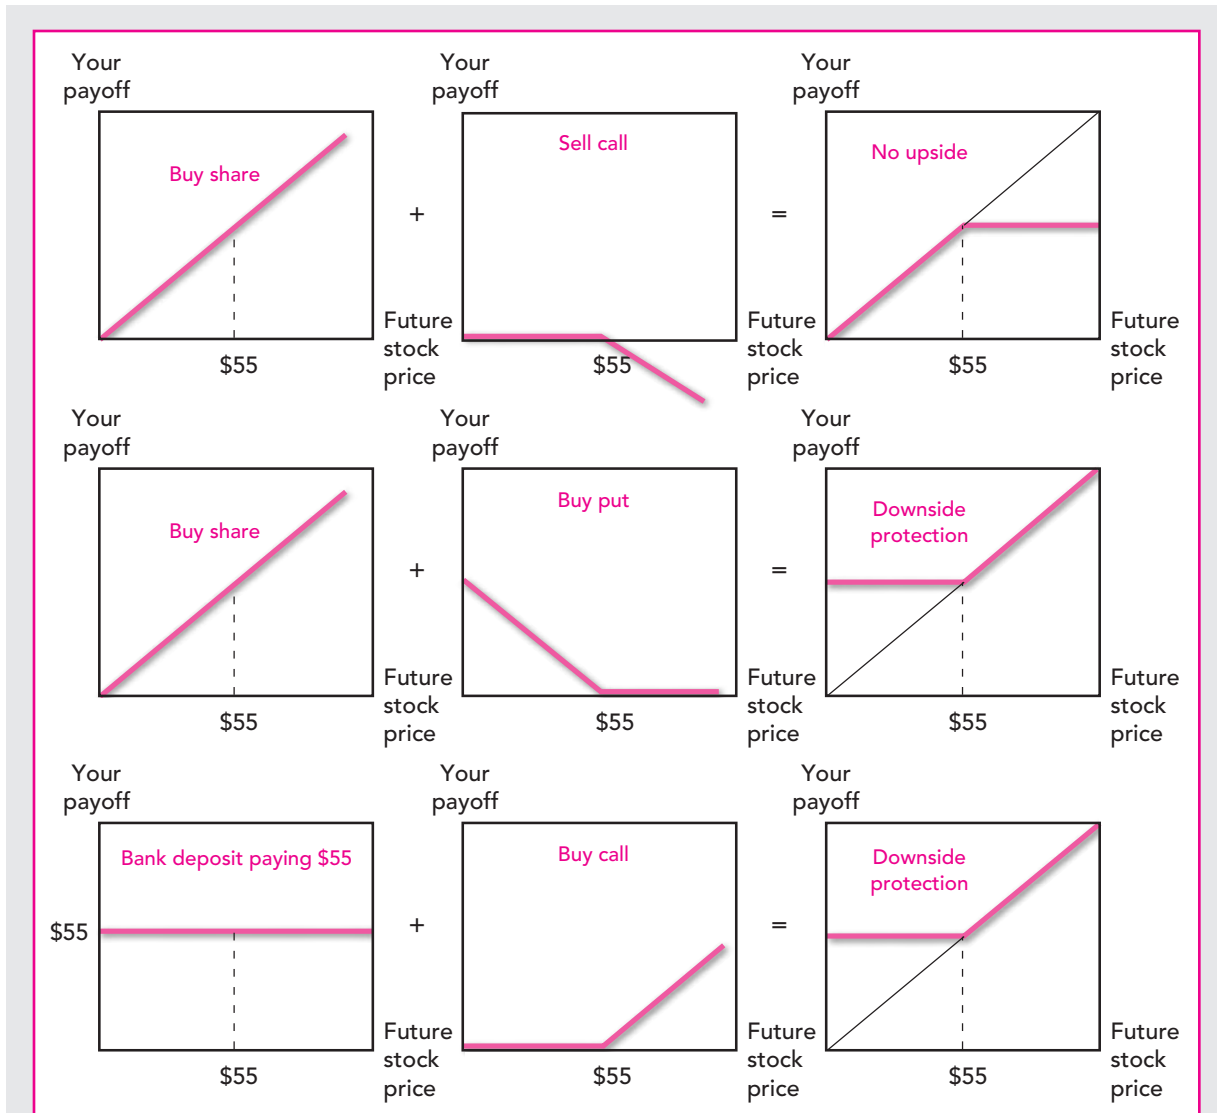 Your
payoff
Buy share
$55
Future
stock
price
+
Your
payoff
Sell call
$55
Future
stock
price
=
Your
payoff
No upside
$55
Future
stock
price
Your
payoff
Buy share
$55
Future
stock
price
+
Your
payoff
Buy put
$55
Future
stock
price
=
Your
payoff
Downside
protection
$55
Future
stock
price
Your
payoff
Bank deposit paying $55
$55
$55
Future
stock
price
+
Your
payoff
Buy call
$55
Future
stock
price
=
Your
payoff
Downside
protection
$55
Future
stock
price